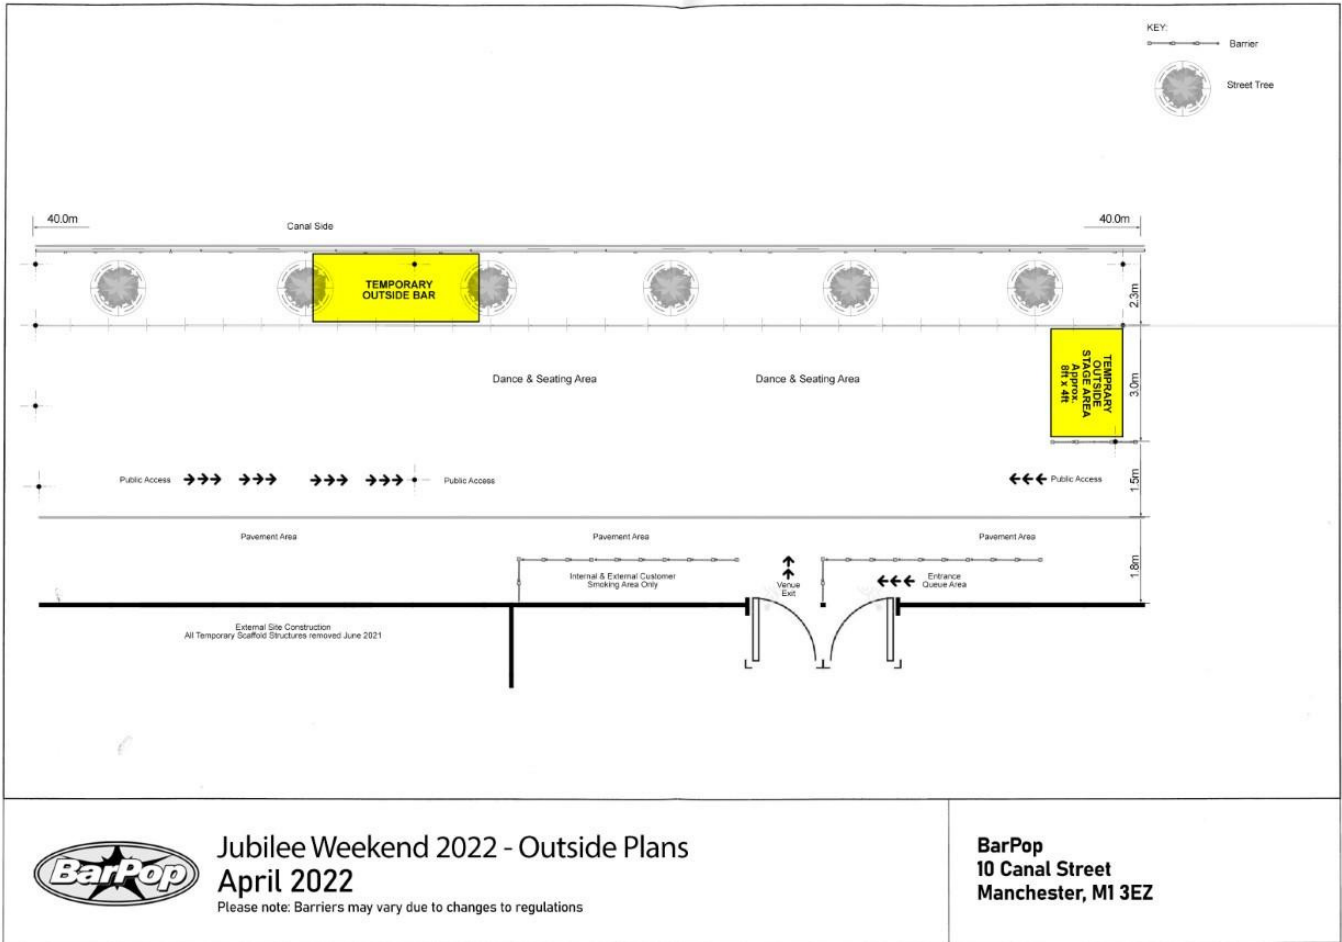 KEY:
Barrier
Street Tree
40.0m
40.0m
Canal Side
TEMPORARY
OUTSIDE BAR
2.3m
TEMPRARY
OUTSIDE
STAGE AREA
Approx.
8ft x 4ft
3.0m
Dance & Seating Area
Dance & Seating Area
Public Access
Public Access
Public Access
1.5m
Pavement Area
Pavement Area
Pavement Area
1.8m
Internal & External Customer
Smoking Area Only
Venue
Exit
Entrance
Queue Area
External Site Construction
All Temporary Scaffold Structures removed June 2021
BarPop
Jubilee Weekend 2022 - Outside Plans
April 2022
Please note: Barriers may vary due to changes to regulations
BarPop
10 Canal Street
Manchester, M1 3EZ